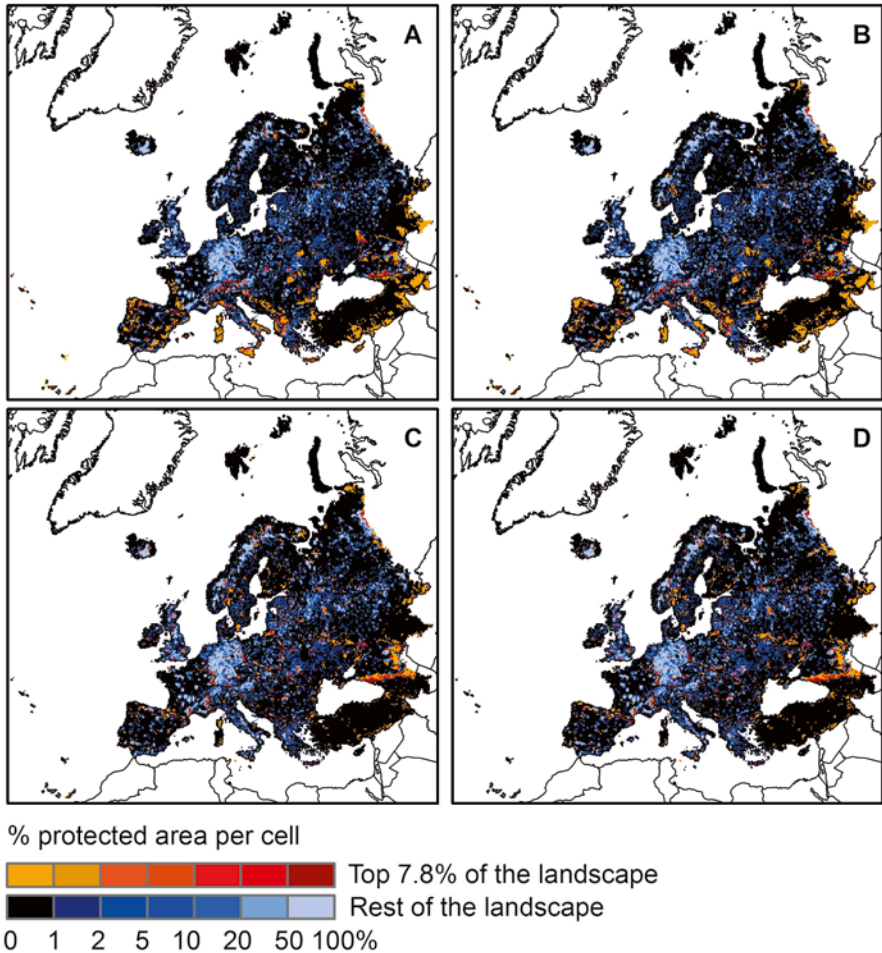 A
B
C
D
% protected area per cell
Top 7.8% of the landscape
Rest of the landscape
0 1 2 5 10 20 50 100%